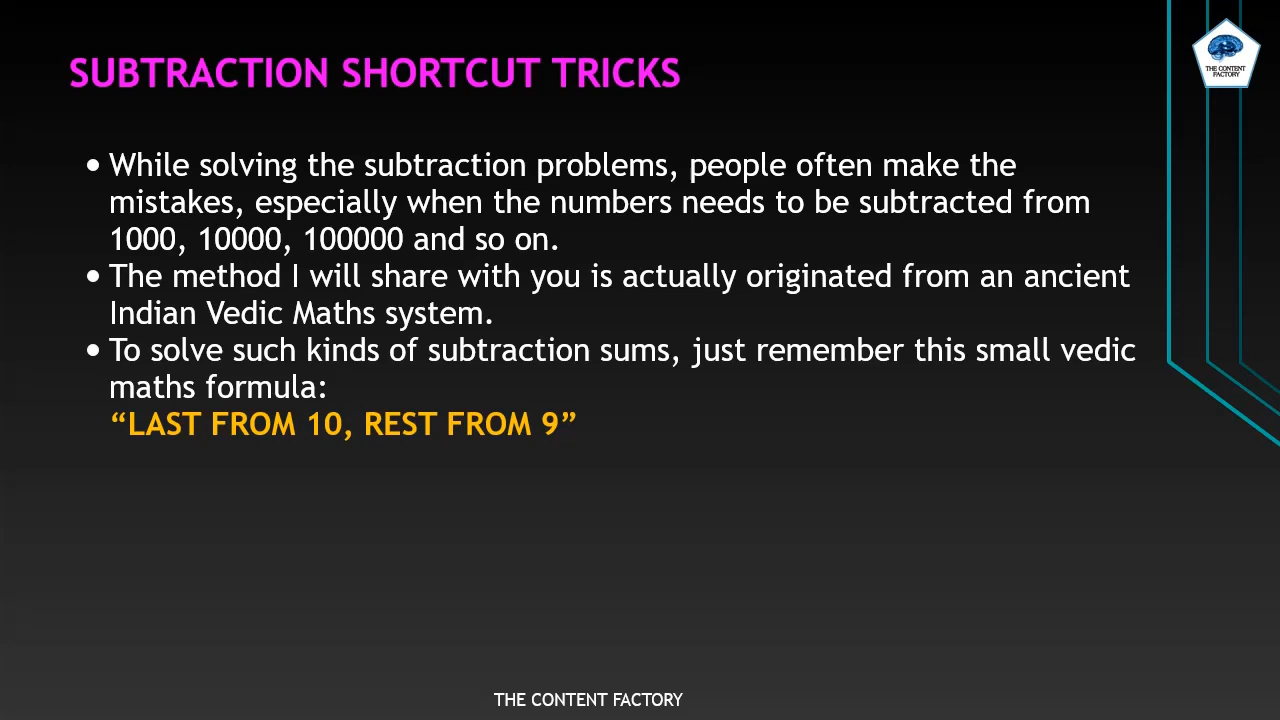 SUBTRACTION SHORTCUT TRICKS
THE CONTENT
FACTORY
• While solving the subtraction problems, people often make the
mistakes, especially when the numbers needs to be subtracted from
1000, 10000, 100000 and so on.
• The method I will share with you is actually originated from an ancient
Indian Vedic Maths system.
• To solve such kinds of subtraction sums, just remember this small vedic
maths formula:
“LAST FROM 10, REST FROM 9”
THE CONTENT FACTORY